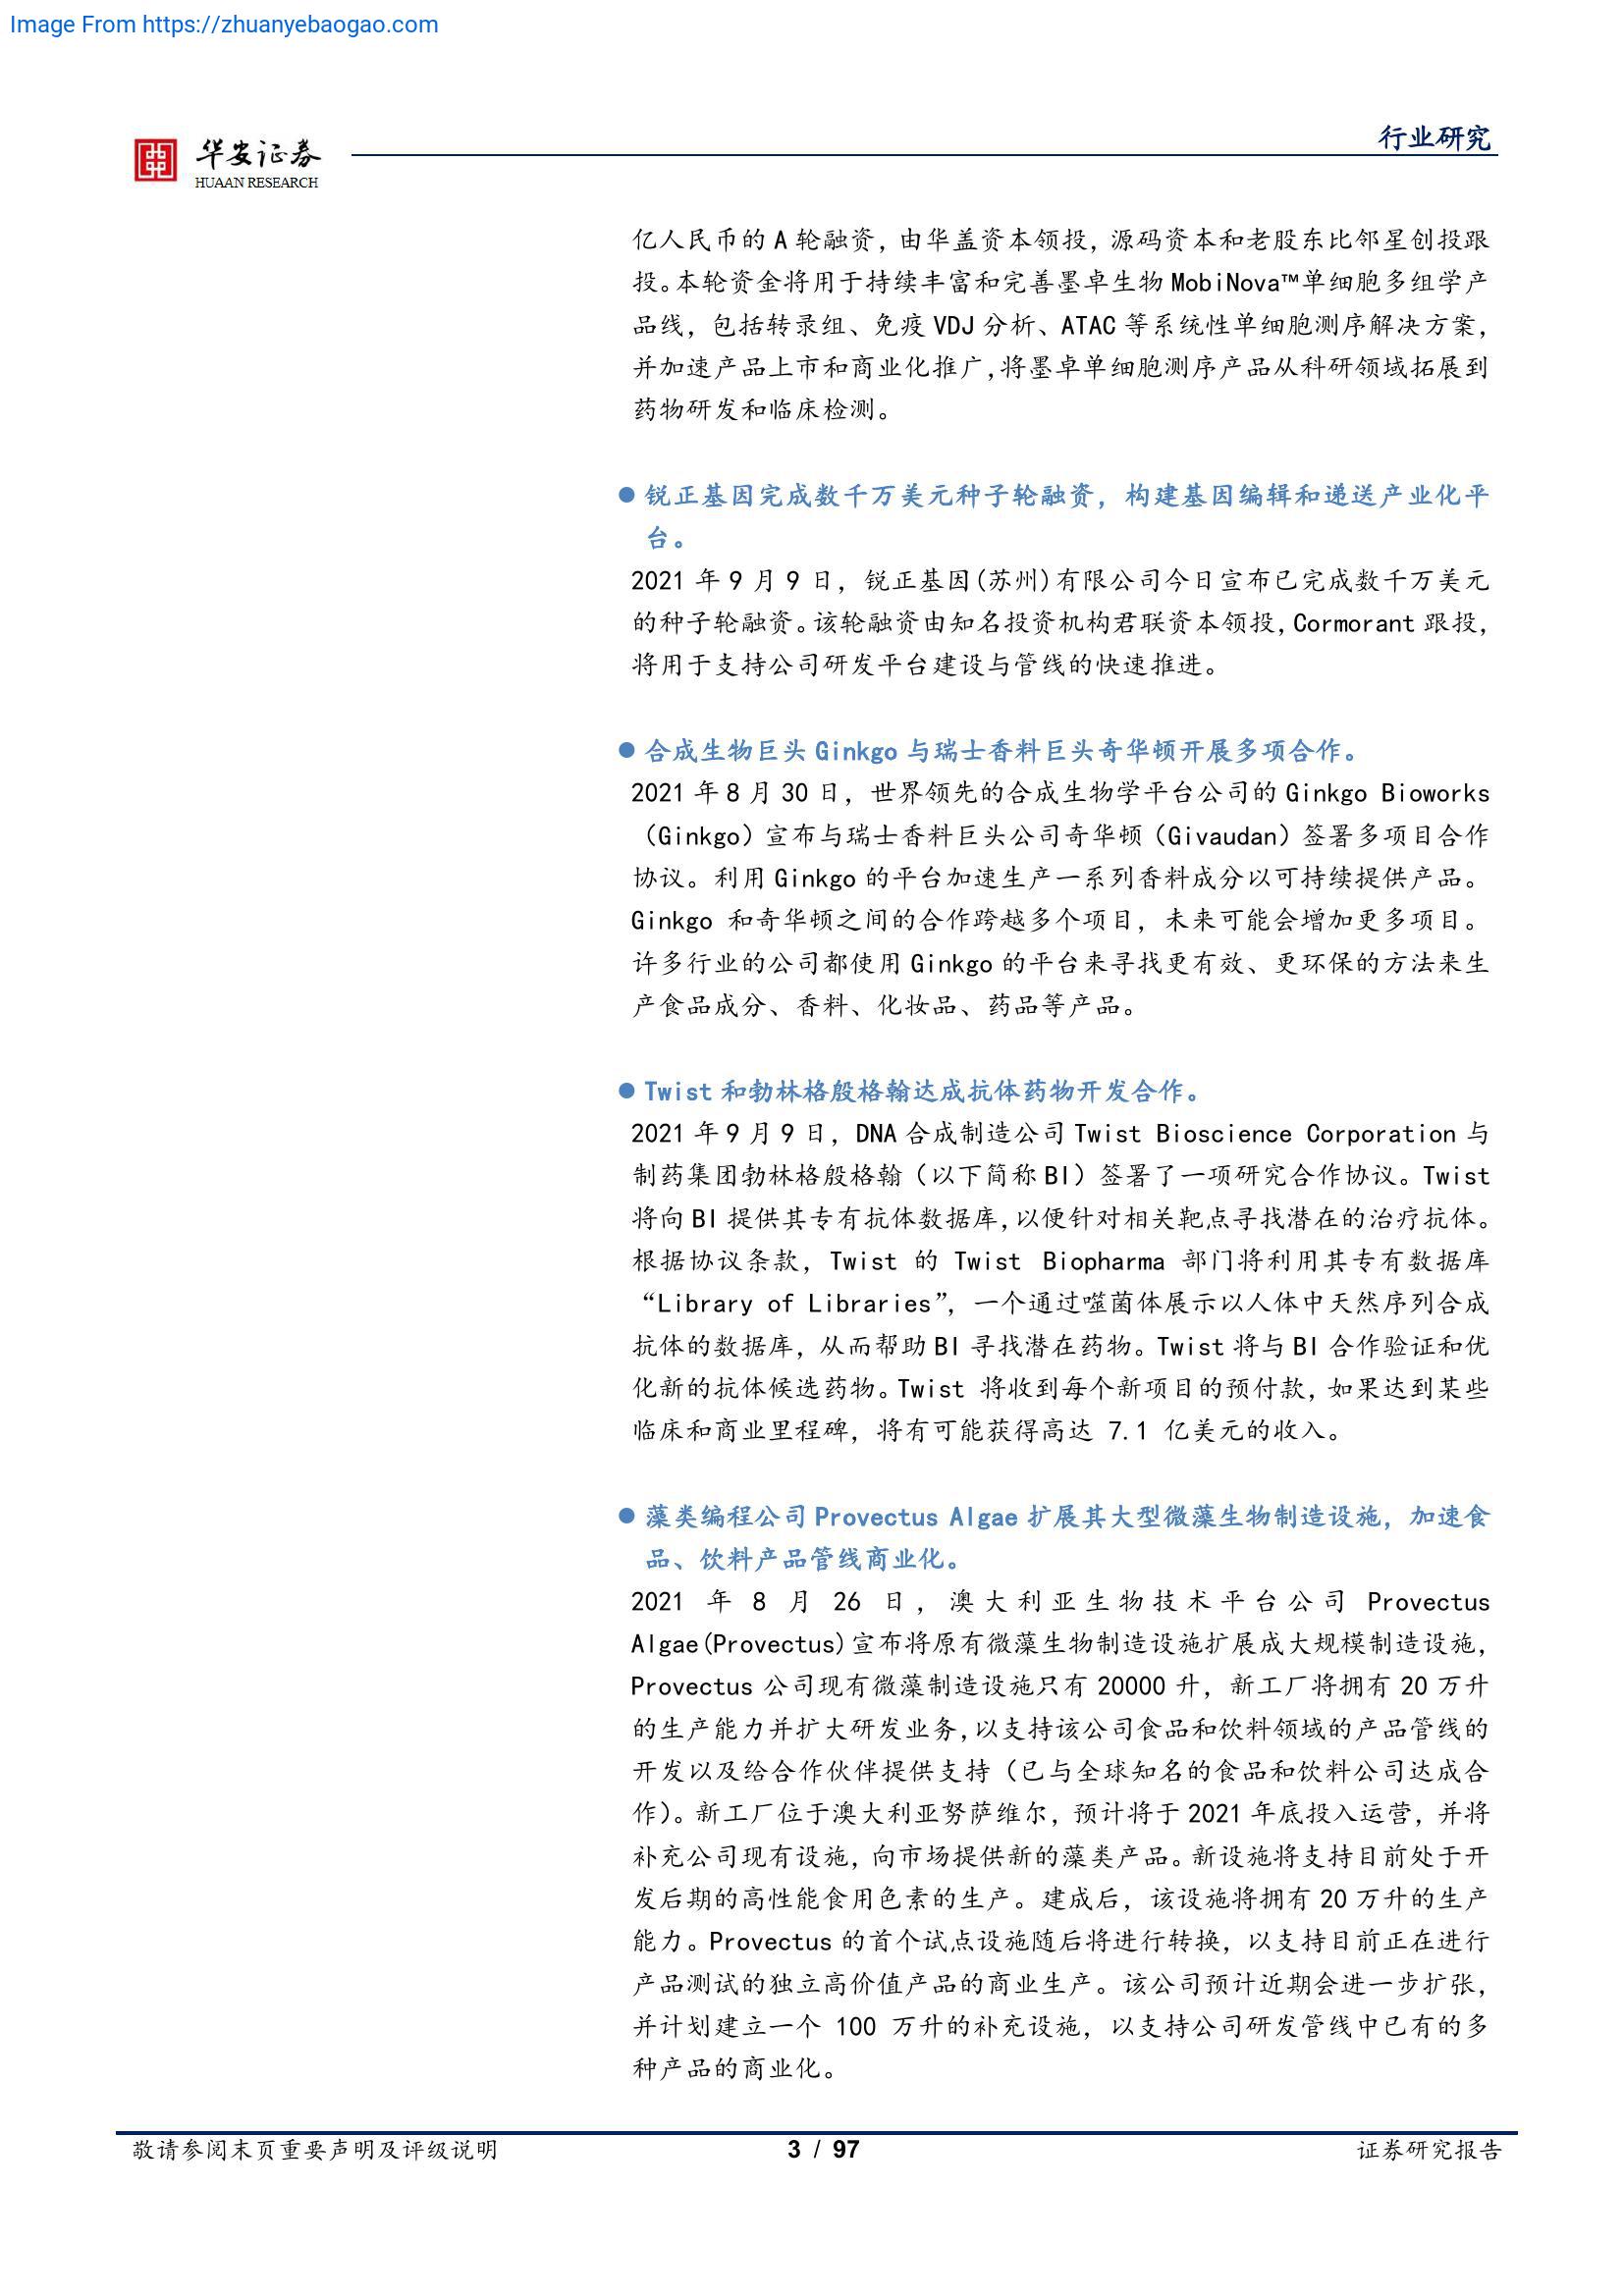 Image From https://zhuanyebaogao.com
华安证券
HUAAN RESEARCH
行业研究
亿人民币的 A 轮融资，由华盖资本领投，源码资本和老股东比邻星创投跟
投。本轮资金将用于持续丰富和完善墨卓生物 MobiNova™单细胞多组学产
品线，包括转录组、免疫 VDJ 分析、ATAC 等系统性单细胞测序解决方案，
并加速产品上市和商业化推广,将墨卓单细胞测序产品从科研领域拓展到
药物研发和临床检测。
● 锐正基因完成数千万美元种子轮融资，构建基因编辑和递送产业化平
台。
2021 年 9 月 9 日，锐正基因(苏州)有限公司今日宣布已完成数千万美元
的种子轮融资。该轮融资由知名投资机构君联资本领投，Cormorant 跟投，
将用于支持公司研发平台建设与管线的快速推进。
● 合成生物巨头 Ginkgo 与瑞士香料巨头奇华顿开展多项合作。
2021 年 8 月 30 日，世界领先的合成生物学平台公司的 Ginkgo Bioworks
（Ginkgo）宣布与瑞士香料巨头公司奇华顿（Givaudan）签署多项目合作
协议。利用 Ginkgo 的平台加速生产一系列香料成分以可持续提供产品。
Ginkgo 和奇华顿之间的合作跨越多个项目，未来可能会增加更多项目。
许多行业的公司都使用 Ginkgo 的平台来寻找更有效、更环保的方法来生
产食品成分、香料、化妆品、药品等产品。
● Twist 和勃林格殷格翰达成抗体药物开发合作。
2021 年 9 月 9 日，DNA 合成制造公司 Twist Bioscience Corporation 与
制药集团勃林格殷格翰（以下简称 BI）签署了一项研究合作协议。Twist
将向 BI 提供其专有抗体数据库,以便针对相关靶点寻找潜在的治疗抗体。
根据协议条款，Twist 的 Twist Biopharma 部门将利用其专有数据库
“Library of Libraries”，一个通过噬菌体展示以人体中天然序列合成
抗体的数据库，从而帮助 BI 寻找潜在药物。Twist 将与 BI 合作验证和优
化新的抗体候选药物。Twist 将收到每个新项目的预付款，如果达到某些
临床和商业里程碑，将有可能获得高达 7.1 亿美元的收入。
● 藻类编程公司 Provectus Algae 扩展其大型微藻生物制造设施，加速食
品、饮料产品管线商业化。
2021 年 8 月 26 日，澳大利亚生物技术平台公司 Provectus
Algae(Provectus)宣布将原有微藻生物制造设施扩展成大规模制造设施，
Provectus 公司现有微藻制造设施只有 20000 升，新工厂将拥有 20 万升
的生产能力并扩大研发业务,以支持该公司食品和饮料领域的产品管线的
开发以及给合作伙伴提供支持（已与全球知名的食品和饮料公司达成合
作）。新工厂位于澳大利亚努萨维尔，预计将于 2021 年底投入运营，并将
补充公司现有设施，向市场提供新的藻类产品。新设施将支持目前处于开
发后期的高性能食用色素的生产。建成后，该设施将拥有 20 万升的生产
能力。Provectus 的首个试点设施随后将进行转换，以支持目前正在进行
产品测试的独立高价值产品的商业生产。该公司预计近期会进一步扩张，
并计划建立一个 100 万升的补充设施，以支持公司研发管线中已有的多
种产品的商业化。
敬请参阅末页重要声明及评级说明
3 / 97
证券研究报告